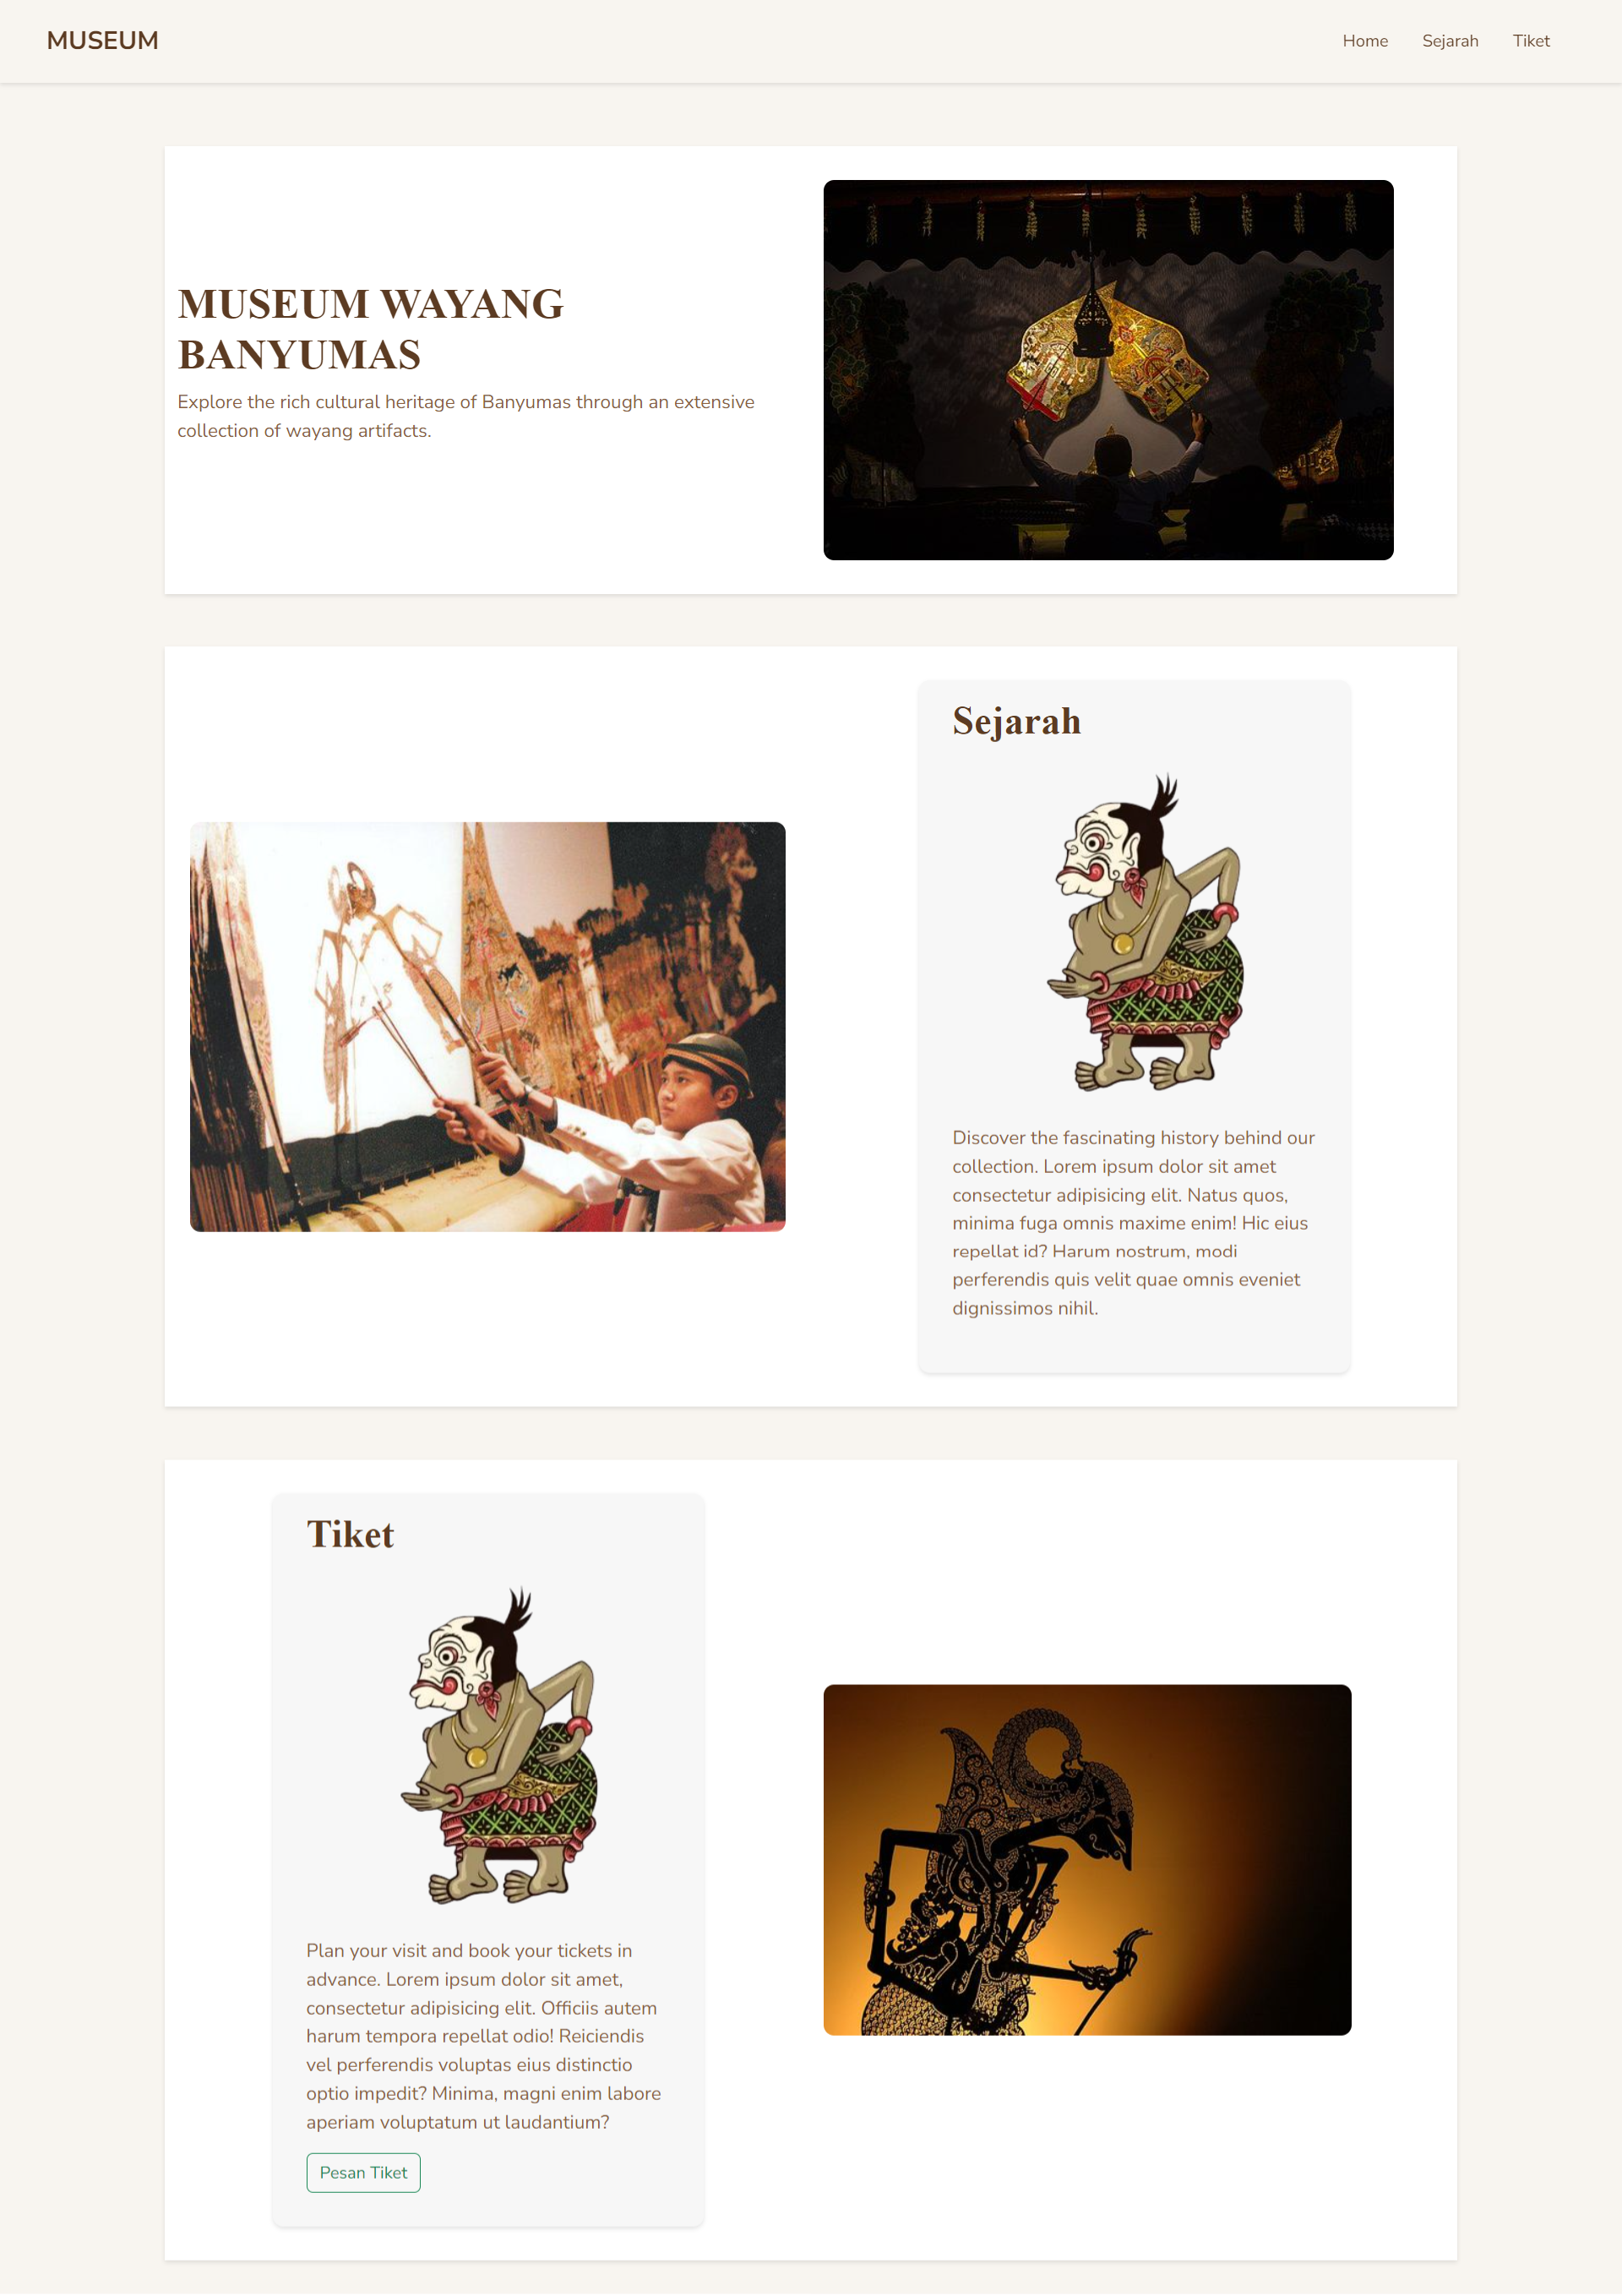 MUSEUM
Home
Sejarah
Tiket
MUSEUM WAYANG
BANYUMAS
Explore the rich cultural heritage of Banyumas through an extensive
collection of wayang artifacts.
Sejarah
Discover the fascinating history behind our
collection. Lorem ipsum dolor sit amet
consectetur adipisicing elit. Natus quos,
minima fuga omnis maxime enim! Hic eius
repellat id? Harum nostrum, modi
perferendis quis velit quae omnis eveniet
dignissimos nihil.
Tiket
Plan your visit and book your tickets in
advance. Lorem ipsum dolor sit amet,
consectetur adipisicing elit. Officiis autem
harum tempora repellat odio! Reiciendis
vel perferendis voluptas eius distinctio
optio impedit? Minima, magni enim labore
aperiam voluptatum ut laudantium?
Pesan Tiket